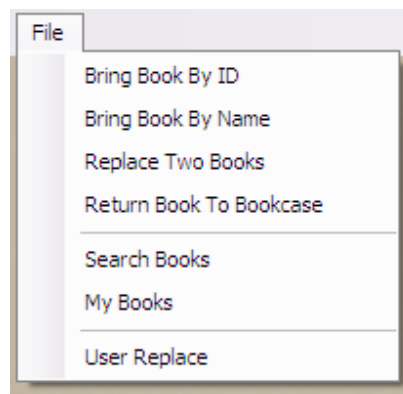 File
Bring Book By ID
Bring Book By Name
Replace Two Books
Return Book To Bookcase
Search Books
My Books
User Replace